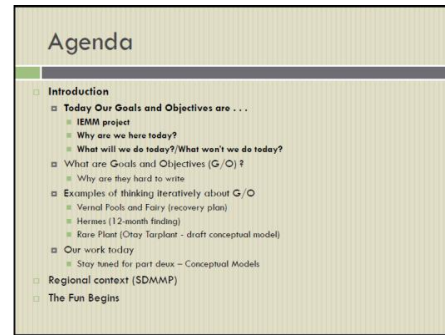 Agenda
Introduction
Today Our Goals and Objectives are . . .
IEMM project
Why are we here today?
What will we do today?/What won't we do today?
What are Goals and Objectives (G/O) ?
Why are they hard to write
Examples of thinking iteratively about G/O
Vernal Pools and Fairy (recovery plan)
Hermes (12-month finding)
Rare Plant (Otay Tarplant - draft conceptual model)
Our work today
Stay tuned for part deux – Conceptual Models
Regional context (SDMMP)
The Fun Begins